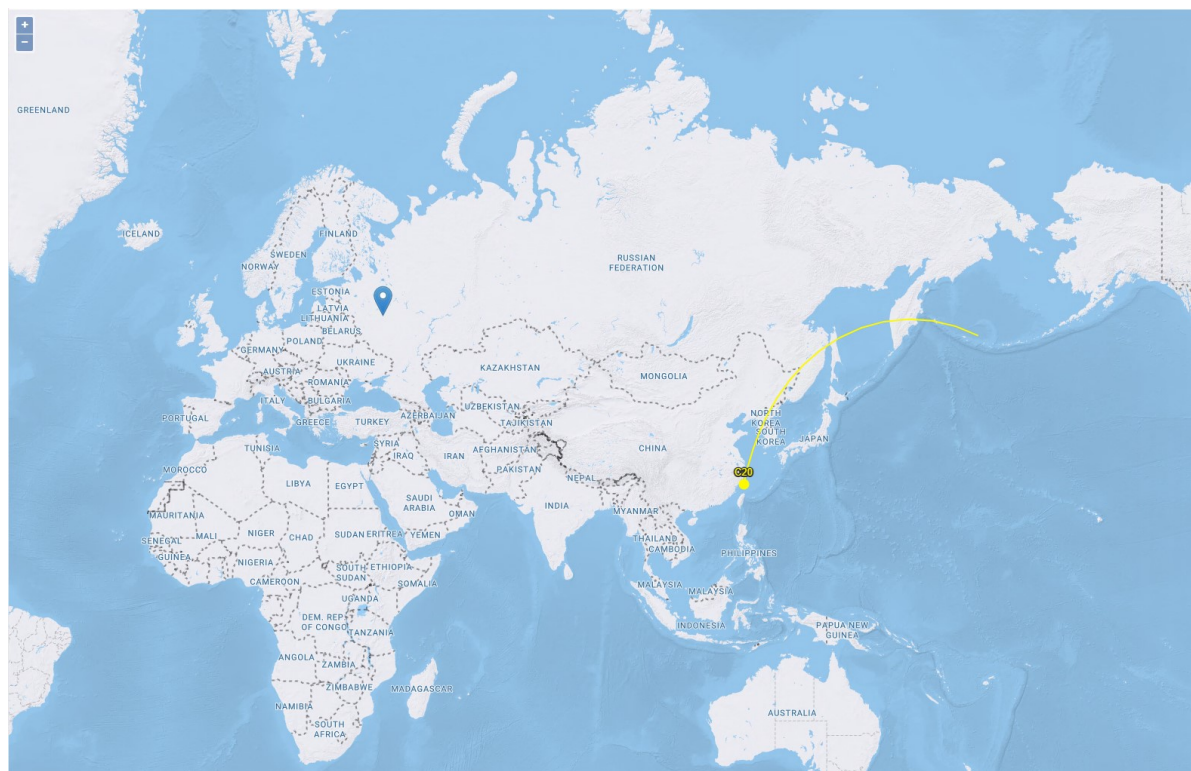 +
−
GREENLAND
ICELAND
FINLAND
SWEDEN
NORWAY
RUSSIAN
FEDERATION
ESTONIA
LATVIA
LITHUANIA
BELARUS
POLAND
GERMANY
UKRAINE
AUSTRIA
KAZAKHSTAN
MONGOLIA
ROMANIA
ITALY
BULGARIA
UZBEKISTAN
PORTUGAL
GREECE
TURKEY
AZERBAIJAN
TAJIKISTAN
NORTH
KOREA
SOUTH
KOREA
JAPAN
TUNISIA
SYRIA
IRAQ
IRAN
AFGHANISTAN
CHINA
MOROCCO
PAKISTAN
NEPAL
C20
LIBYA
EGYPT
SAUDI
ARABIA
OMAN
INDIA
MYANMAR
MAURITANIA
MALI
NIGER
CHAD
SUDAN
ERITREA
YEMEN
SENEGAL
GUINEA
NIGERIA
THAILAND
CAMBODIA
PHILIPPINES
CAMEROON
SOUTH
SUDAN
ETHIOPIA
SOMALIA
MALAYSIA
MALAYSIA
UGANDA
DEM. REP.
OF CONGO
TANZANIA
INDONESIA
PAPUA NEW
GUINEA
ANGOLA
ZAMBIA
ZIMBABWE
MADAGASCAR
NAMIBIA
SOUTH
AFRICA
AUSTRALIA